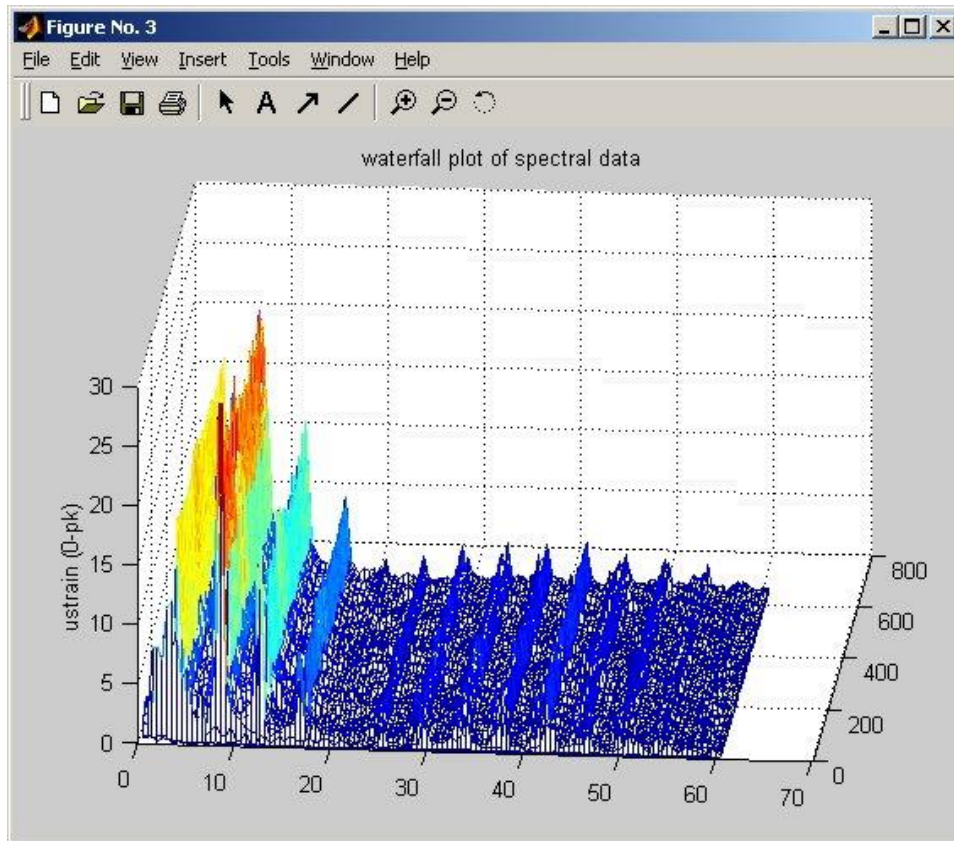 Figure No. 3
File Edit View Insert Tools Window Help
A
waterfall plot of spectral data
30
25
20
15
10
5
0
ustrain (0-pk)
0 10 20 30 40 50 60 70
800
600
400
200
0